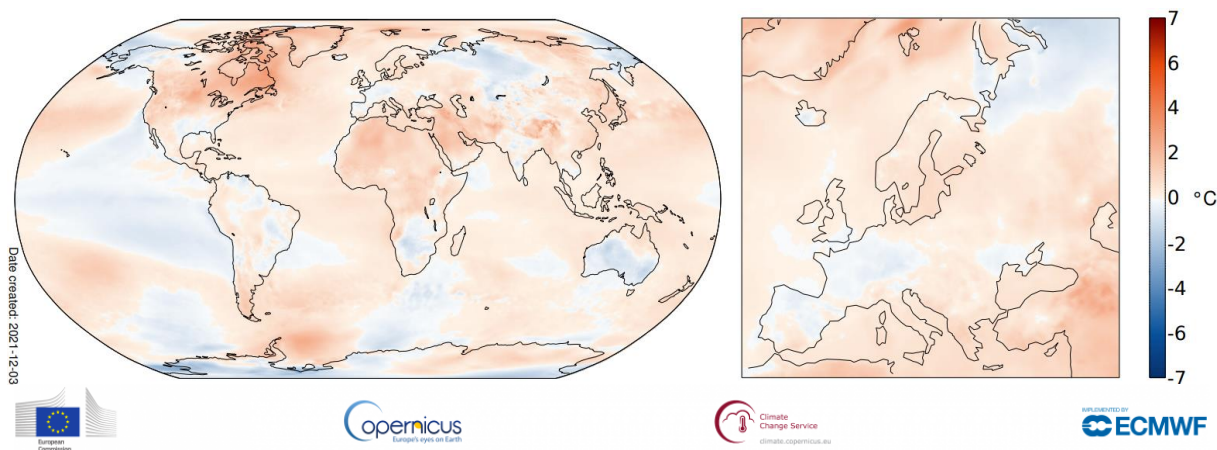 7
6
4
2
0 °C
-2
-4
-6
-7
Date created: 2021-12-03
European
Commission
Copernicus
Europe's eyes on Earth
Climate
Change Service
climate.copernicus.eu
IMPLEMENTED BY
ECMWF